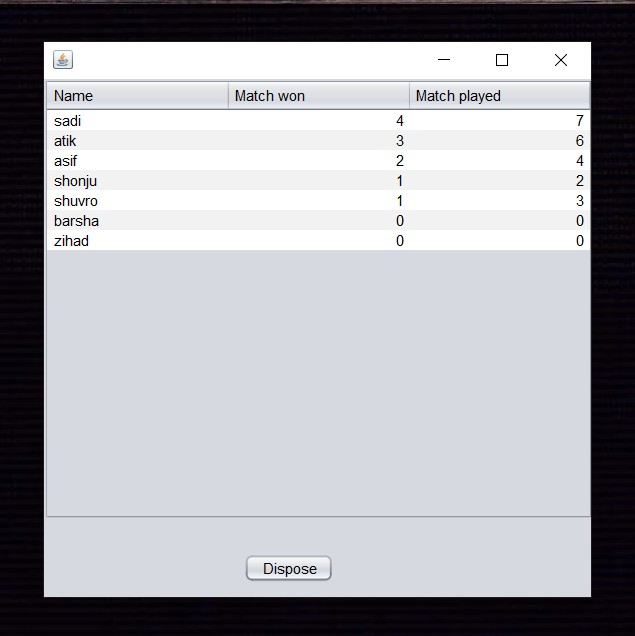 Name Match won Match played
sadi 4 7
atik 3 6
asif 2 4
shonju 1 2
shuvro 1 3
barsha 0 0
zihad 0 0
Dispose